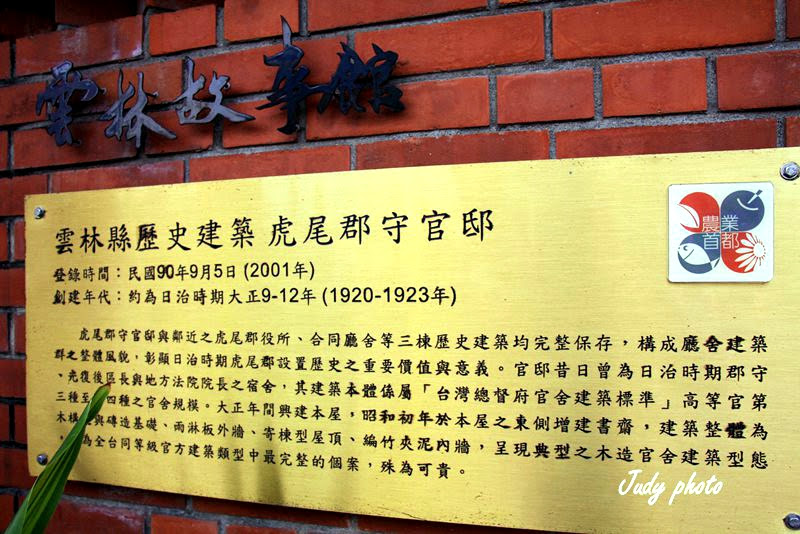 雲林故事館
雲林縣歷史建築 虎尾郡守官邸
登錄時間：民國90年9月5日 (2001年)
創建年代：約為日治時期大正9-12年 (1920-1923年)
農業
首都
虎尾郡守官邸與鄰近之虎尾郡役所、合同廳舍等三棟歷史建築均完整保存，構成廳舍建築
群之整體風貌，彰顯日治時期虎尾郡設置歷史之重要價值與意義。官邸昔日曾為日治時期郡守
、光復後區長與地方法院院長之宿舍，其建築本體係屬「台灣總督府官舍建築標準」高等官第
三種至 四種之官舍規模。大正年間興建本屋，昭和初年於本屋之東側增建書齋，建築整體為
木構 與磚造基礎、雨淋板外牆、寄棟型屋頂、編竹夾泥內牆，呈現典型之木造官舍建築型態
， 為全台同等級官方建築類型中最完整的個案，殊為可貴。
Judy photo